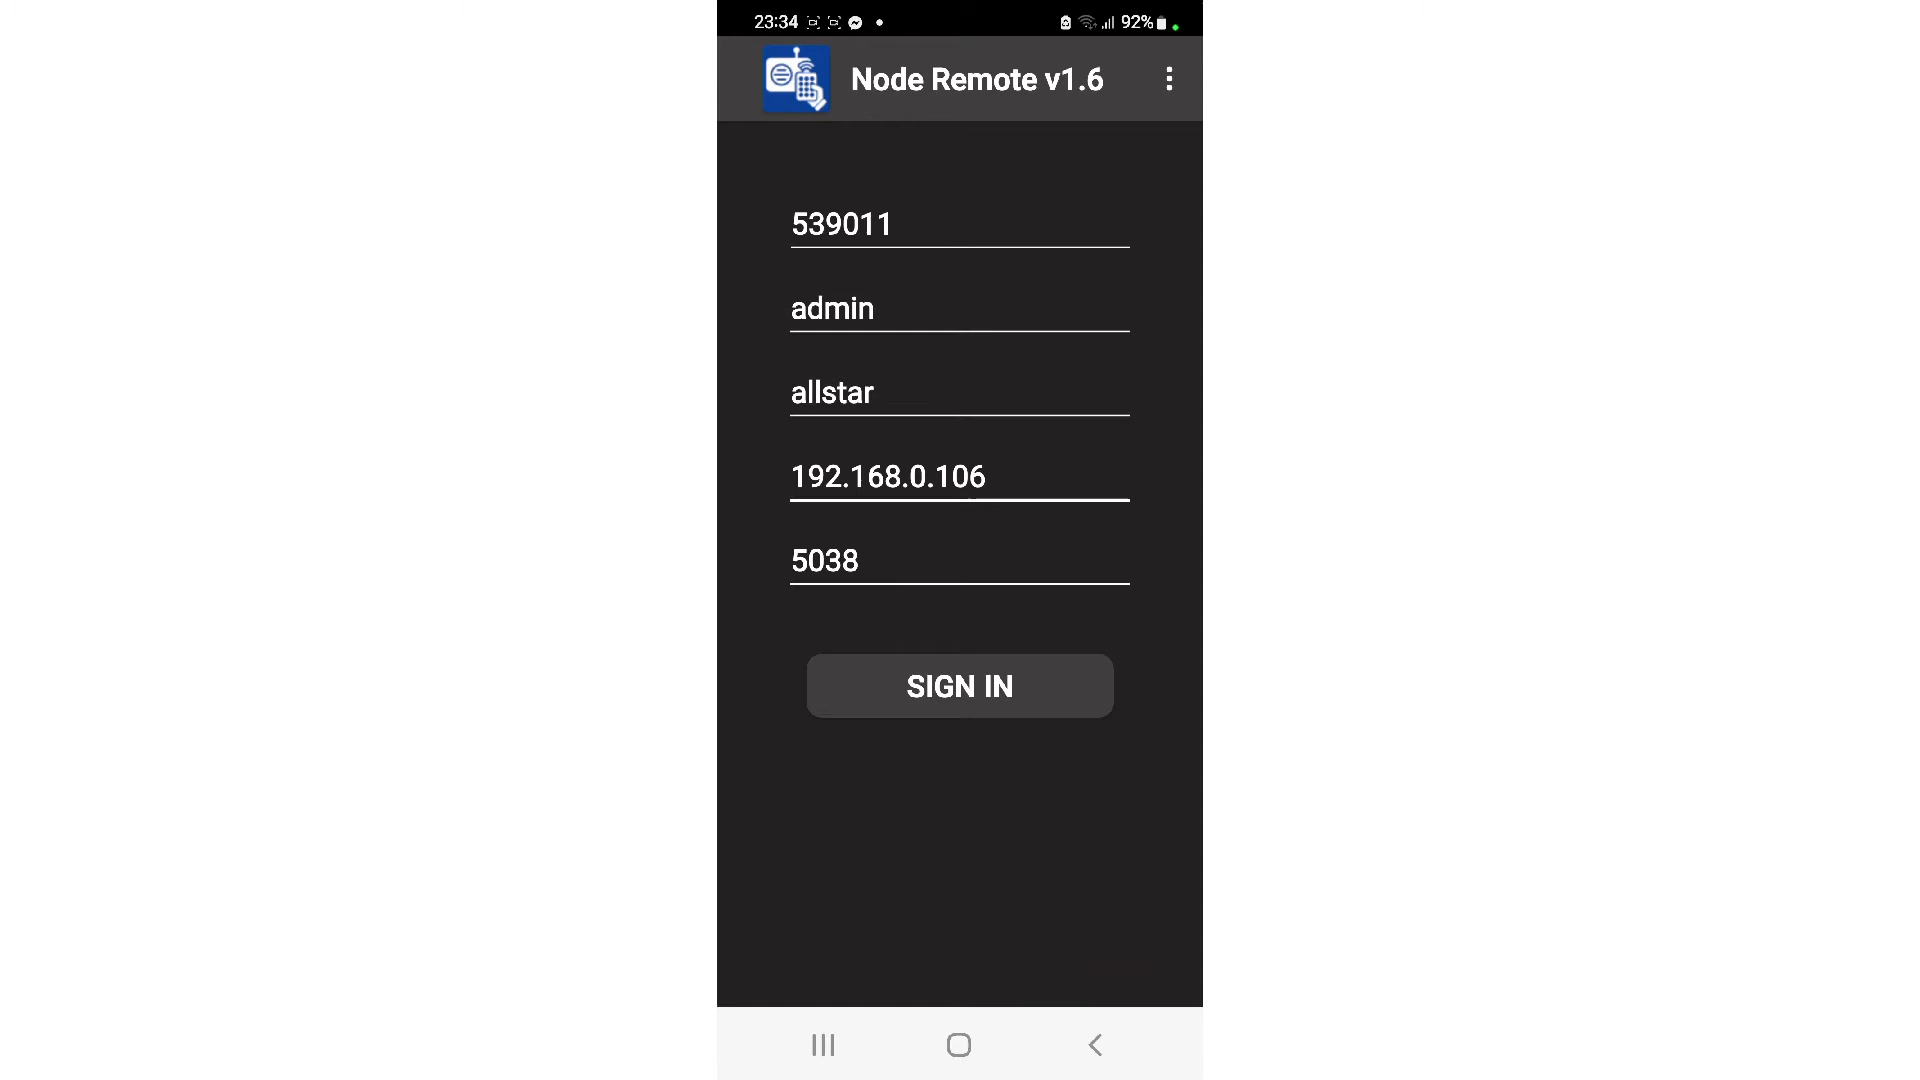 23:34 92%
Node Remote v1.6
539011
admin
allstar
192.168.0.106
5038
SIGN IN